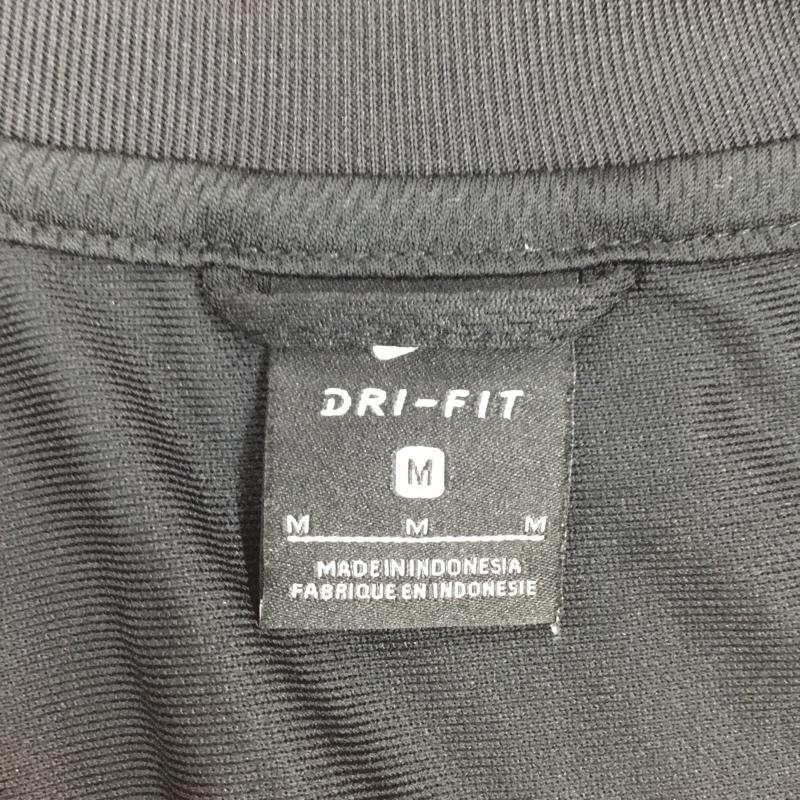 DRI-FIT
M
M M M
MADE IN INDONESIA
FABRIQUE EN INDONESIE